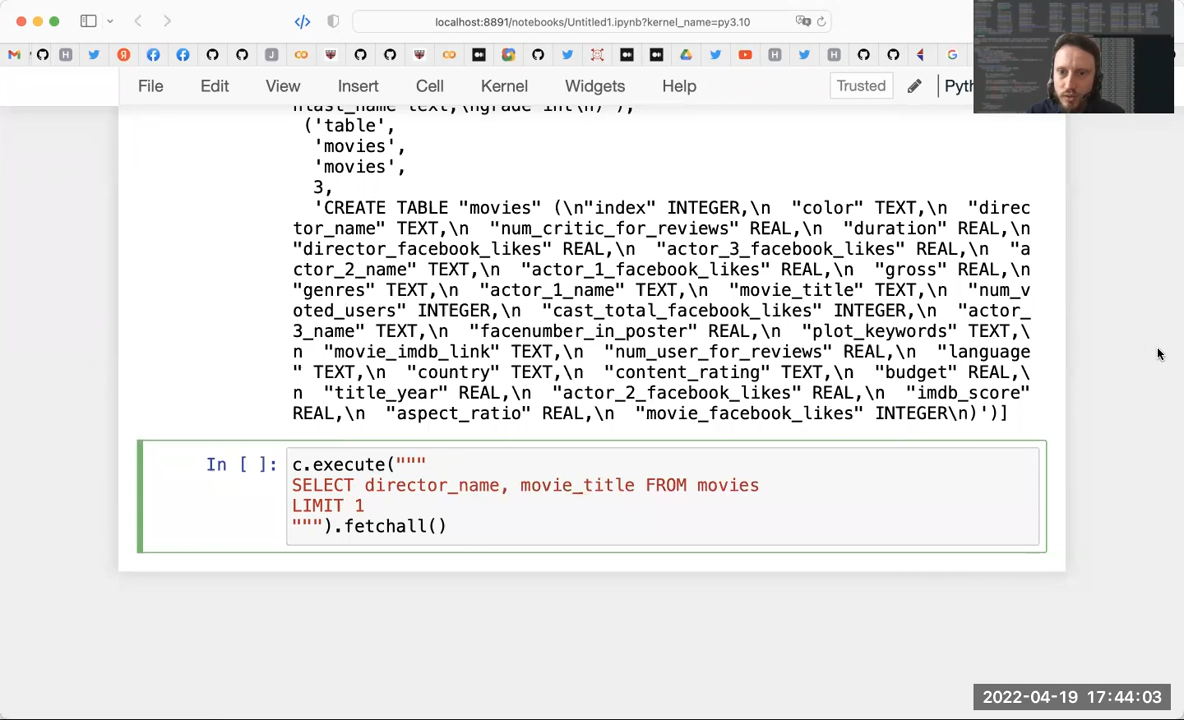 localhost:8891/notebooks/Untitled1.ipynb?kernel_name=py3.10
File Edit View Insert Cell Kernel Widgets Help Trusted Pyth
nlast_name text,\ngrade int\n)'),
('table',
'movies',
'movies',
3,
'CREATE TABLE "movies" (\n"index" INTEGER,\n  "color" TEXT,\n  "direc
tor_name" TEXT,\n  "num_critic_for_reviews" REAL,\n  "duration" REAL,\n
"director_facebook_likes" REAL,\n  "actor_3_facebook_likes" REAL,\n  "a
ctor_2_name" TEXT,\n  "actor_1_facebook_likes" REAL,\n  "gross" REAL,\n
"genres" TEXT,\n  "actor_1_name" TEXT,\n  "movie_title" TEXT,\n  "num_v
oted_users" INTEGER,\n  "cast_total_facebook_likes" INTEGER,\n  "actor_
3_name" TEXT,\n  "facenumber_in_poster" REAL,\n  "plot_keywords" TEXT,\
n  "movie_imdb_link" TEXT,\n  "num_user_for_reviews" REAL,\n  "language
" TEXT,\n  "country" TEXT,\n  "content_rating" TEXT,\n  "budget" REAL,\
n  "title_year" REAL,\n  "actor_2_facebook_likes" REAL,\n  "imdb_score"
REAL,\n  "aspect_ratio" REAL,\n  "movie_facebook_likes" INTEGER\n)')]
In [ ]: c.execute("""
SELECT director_name, movie_title FROM movies
LIMIT 1
""").fetchall()
2022-04-19 17:44:03